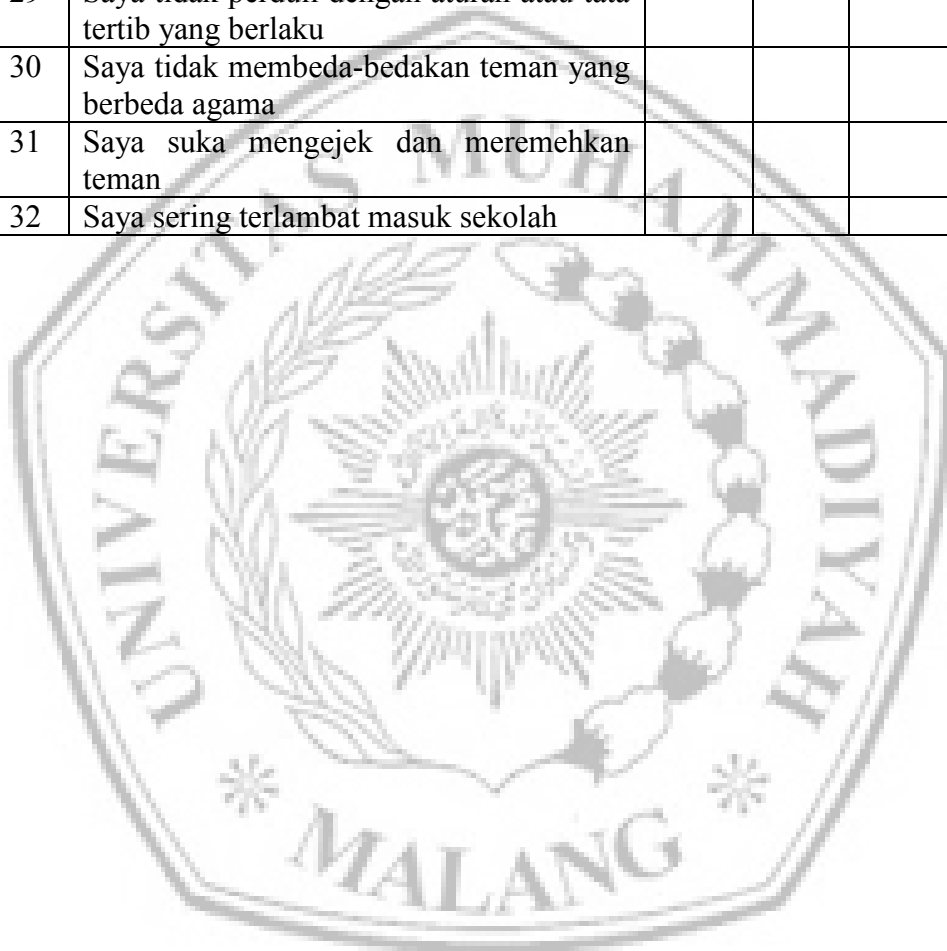 29 Saya tidak perduli dengan aturan atau tata
tertib yang berlaku
30 Saya tidak membeda-bedakan teman yang
berbeda agama
31 Saya suka mengejek dan meremehkan
teman
32 Saya sering terlambat masuk sekolah
UNIVERSITAS MUHAMMADIYAH
MALANG